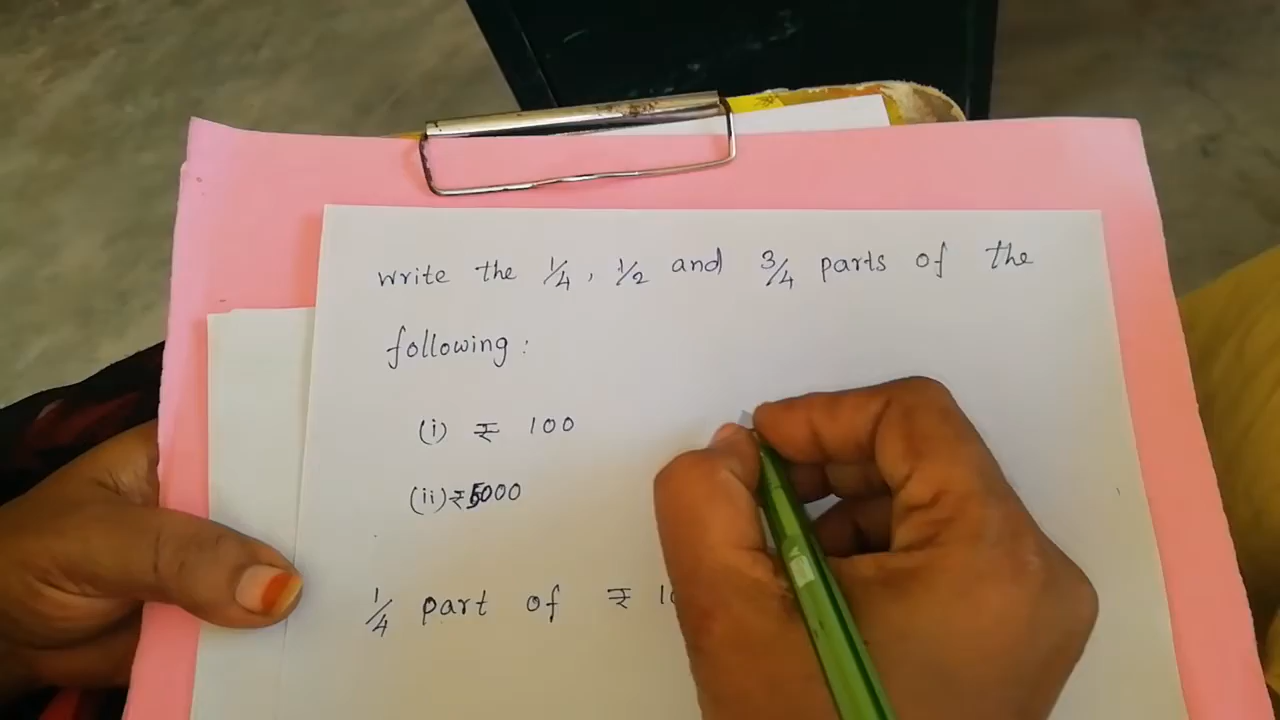 Write the 1/4, 1/2 and 3/4 parts of the
following:
(i) ₹ 100
(ii) ₹5000
1/4 part of ₹